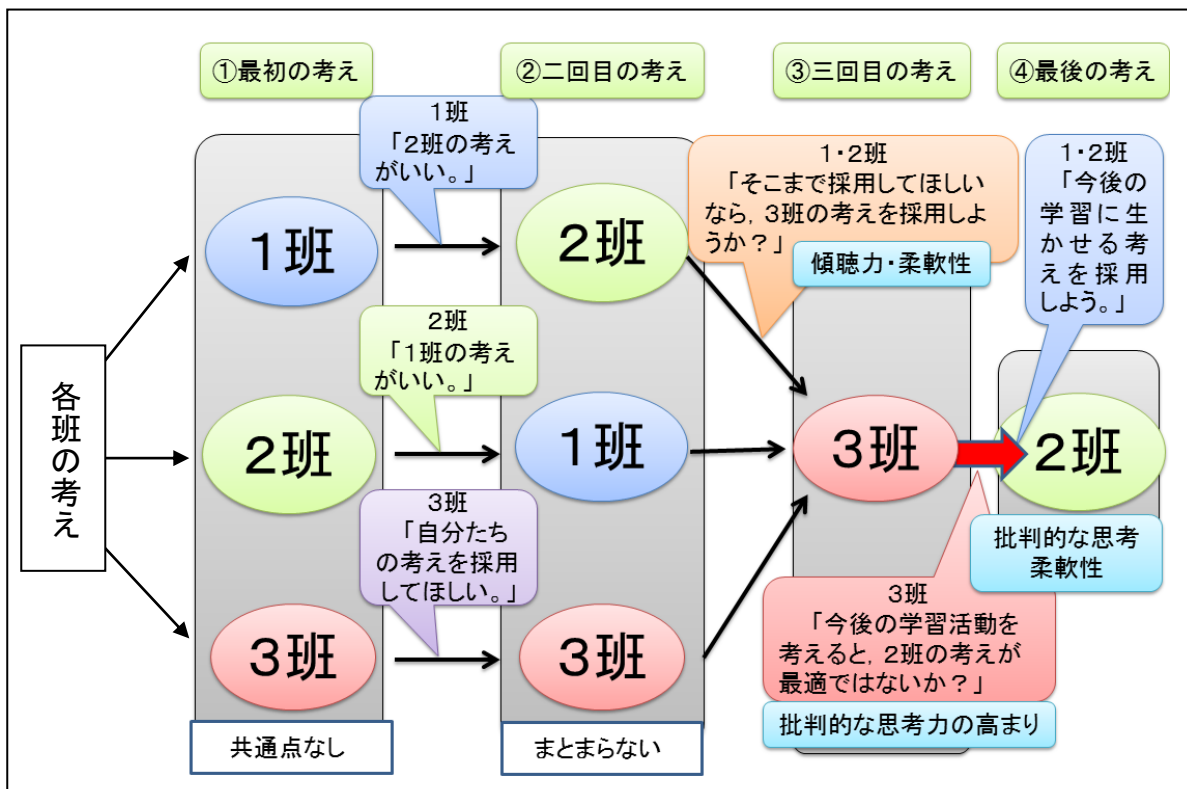 ①最初の考え
②二回目の考え
③三回目の考え
④最後の考え
各班の考え
1班
2班
3班
共通点なし
1班
「2班の考え
がいい。」
2班
「1班の考え
がいい。」
3班
「自分たち
の考えを採用
してほしい。」
2班
1班
3班
まとまらない
1・2班
「そこまで採用してほしい
なら，3班の考えを採用しよ
うか？」
傾聴力・柔軟性
3班
3班
「今後の学習活動を
考えると，2班の考えが
最適ではないか？」
批判的な思考力の高まり
1・2班
「今後の
学習に生
かせる考
えを採用
しよう。」
2班
批判的な思考
柔軟性